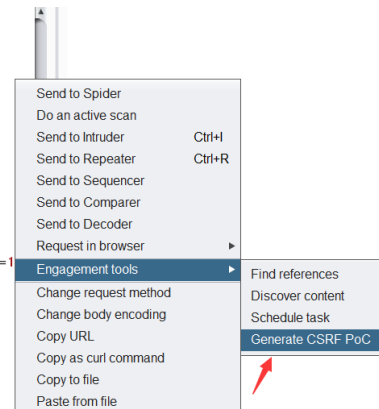 Send to Spider
Do an active scan
Send to Intruder Ctrl+I
Send to Repeater Ctrl+R
Send to Sequencer
Send to Comparer
Send to Decoder
Request in browser
=1
Engagement tools
Find references
Change request method
Discover content
Change body encoding
Schedule task
Copy URL
Generate CSRF PoC
Copy as curl command
Copy to file
Paste from file